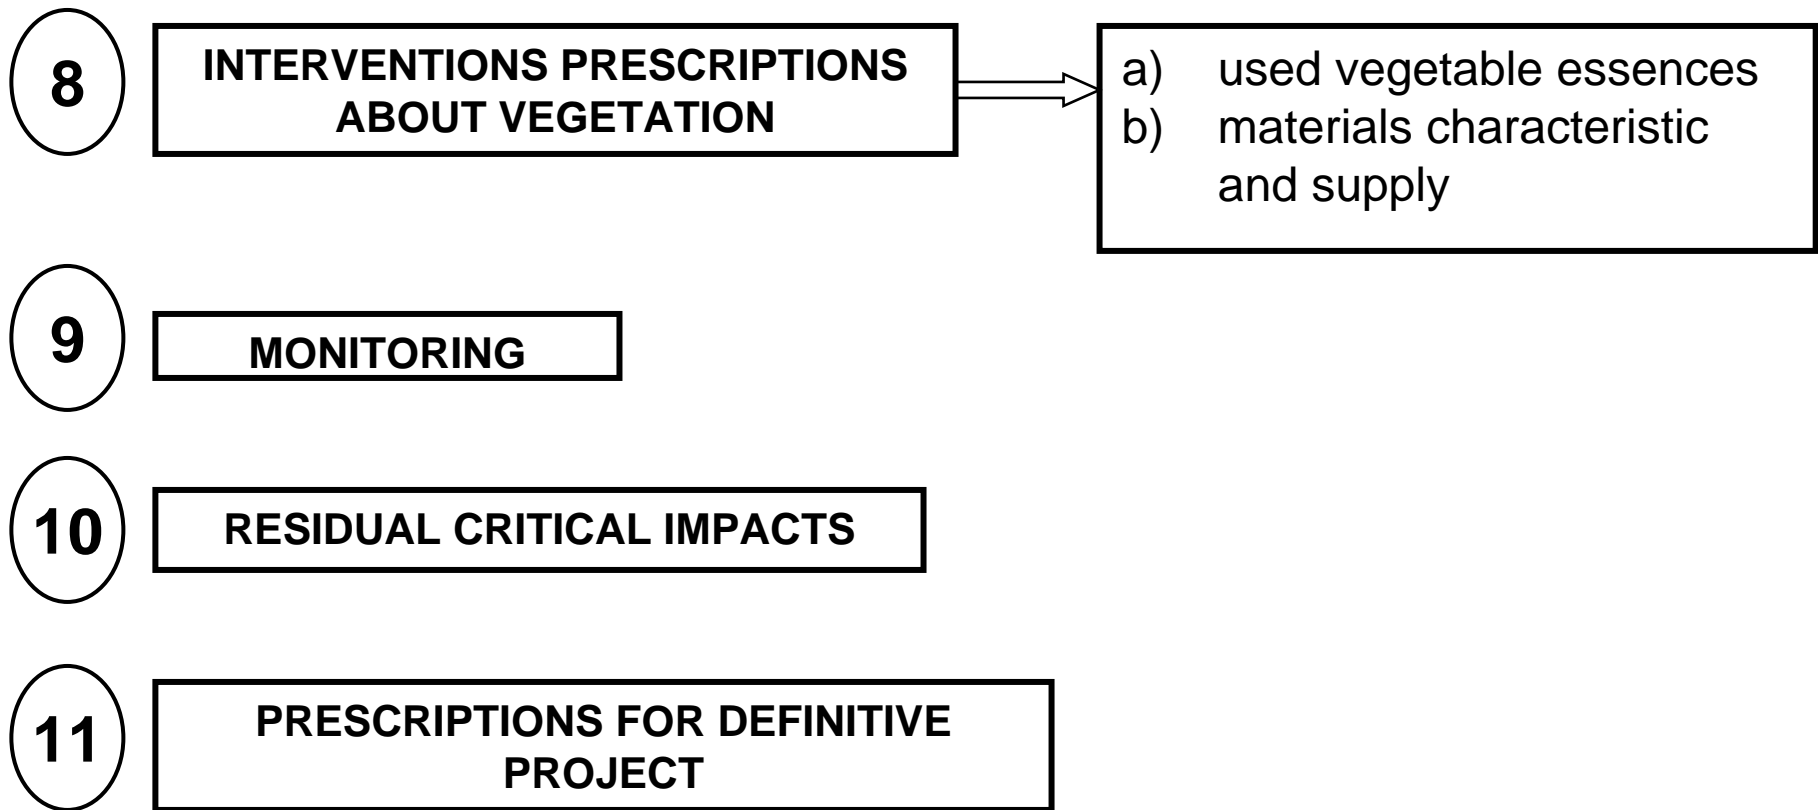 8
INTERVENTIONS PRESCRIPTIONS
ABOUT VEGETATION
a) used vegetable essences
b) materials characteristic
and supply
9
MONITORING
10
RESIDUAL CRITICAL IMPACTS
11
PRESCRIPTIONS FOR DEFINITIVE
PROJECT